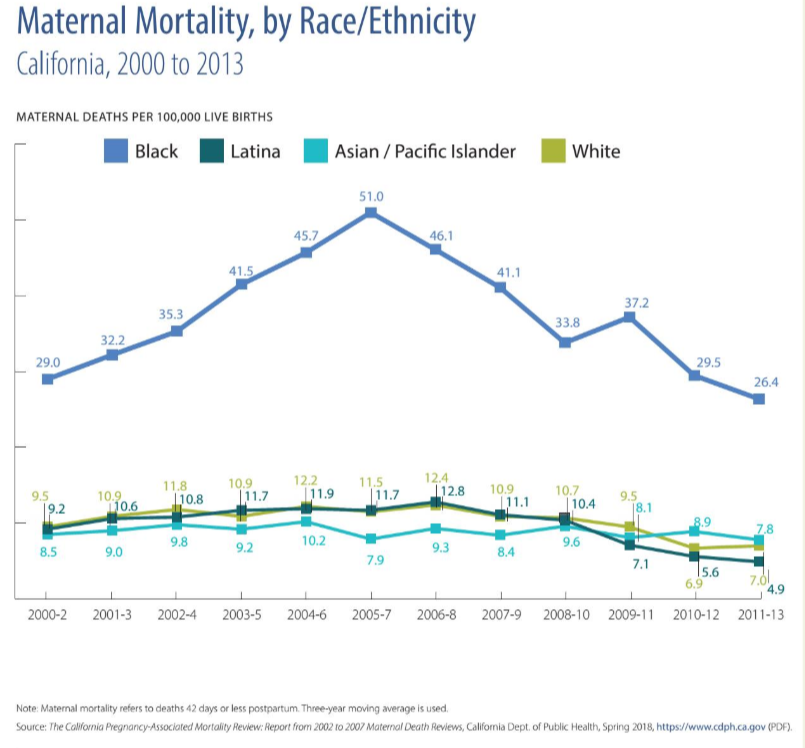 Maternal Mortality, by Race/Ethnicity
California, 2000 to 2013
MATERNAL DEATHS PER 100,000 LIVE BIRTHS
Black Latina Asian / Pacific Islander White
51.0
45.7 46.1
41.5 41.1
37.2
35.3
33.8
32.2
29.0 29.5
26.4
9.5 10.9 11.8 10.9 12.2 11.5 12.4 10.9 10.7 9.5
9.2 10.6 10.8 11.7 11.9 11.7 12.8 11.1 10.4 8.1 8.9 7.8
8.5 9.0 9.8 9.2 10.2 7.9 9.3 8.4 9.6 7.1 5.6 4.9
6.9 7.0
2000-2 2001-3 2002-4 2003-5 2004-6 2005-7 2006-8 2007-9 2008-10 2009-11 2010-12 2011-13
Note: Maternal mortality refers to deaths 42 days or less postpartum. Three-year moving average is used.
Source: The California Pregnancy-Associated Mortality Review: Report from 2002 to 2007 Maternal Death Reviews, California Dept. of Public Health, Spring 2018, https://www.cdph.ca.gov (PDF).